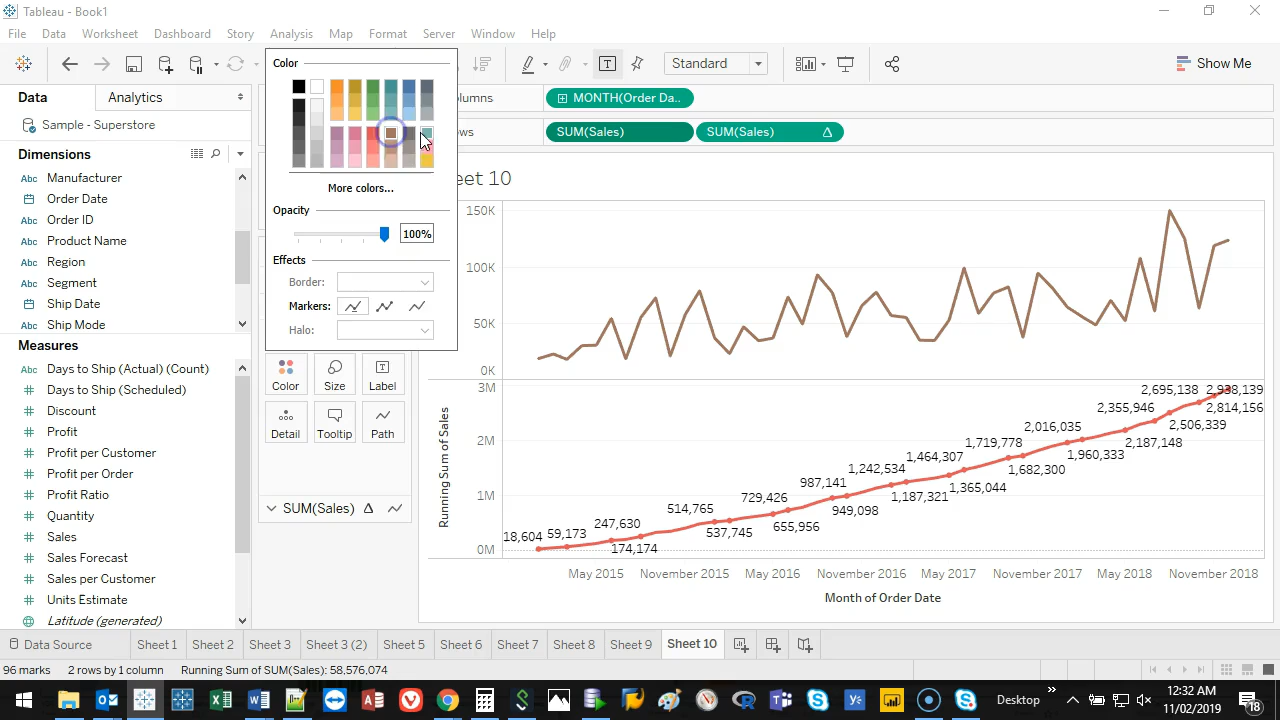 Tableau - Book1
File Data Worksheet Dashboard Story Analysis Map Format Server Window Help
Standard
Show Me
Data Analytics
Sample - Superstore
Dimensions
Abc Manufacturer
Order Date
Abc Order ID
Abc Product Name
Abc Region
Abc Segment
Ship Date
Abc Ship Mode
Measures
Abc Days to Ship (Actual) (Count)
# Days to Ship (Scheduled)
# Discount
# Profit
# Profit per Customer
# Profit per Order
# Profit Ratio
# Quantity
# Sales
# Sales Forecast
# Sales per Customer
# Units Estimate
Latitude (generated)
Color
More colors...
Opacity
100%
Effects
Border:
Markers:
Halo:
Color Size Label
Detail Tooltip Path
SUM(Sales) Δ
olumns
MONTH(Order Da..
ows
SUM(Sales) SUM(Sales) Δ
eet 10
150K
100K
50K
0K
3M
2M
1M
0M
Running Sum of Sales
18,604 59,173 247,630 514,765 729,426 987,141 1,242,534 1,464,307 1,719,778 2,016,035 2,355,946 2,695,138 2,938,139
174,174 537,745 655,956 949,098 1,187,321 1,365,044 1,682,300 1,960,333 2,187,148 2,506,339 2,814,156
May 2015 November 2015 May 2016 November 2016 May 2017 November 2017 May 2018 November 2018
Month of Order Date
Data Source Sheet 1 Sheet 2 Sheet 3 Sheet 3 (2) Sheet 5 Sheet 6 Sheet 7 Sheet 8 Sheet 9 Sheet 10
96 marks 2 rows by 1 column Running Sum of SUM(Sales): 58,576,074
Desktop
12:32 AM
11/02/2019
18